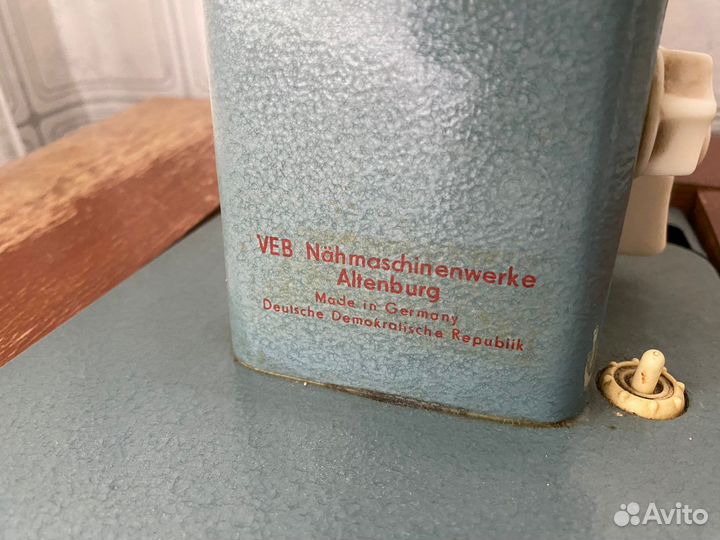 VEB Nähmaschinenwerke
Altenburg
Made in Germany
Deutsche Demokratische Republik
Avito